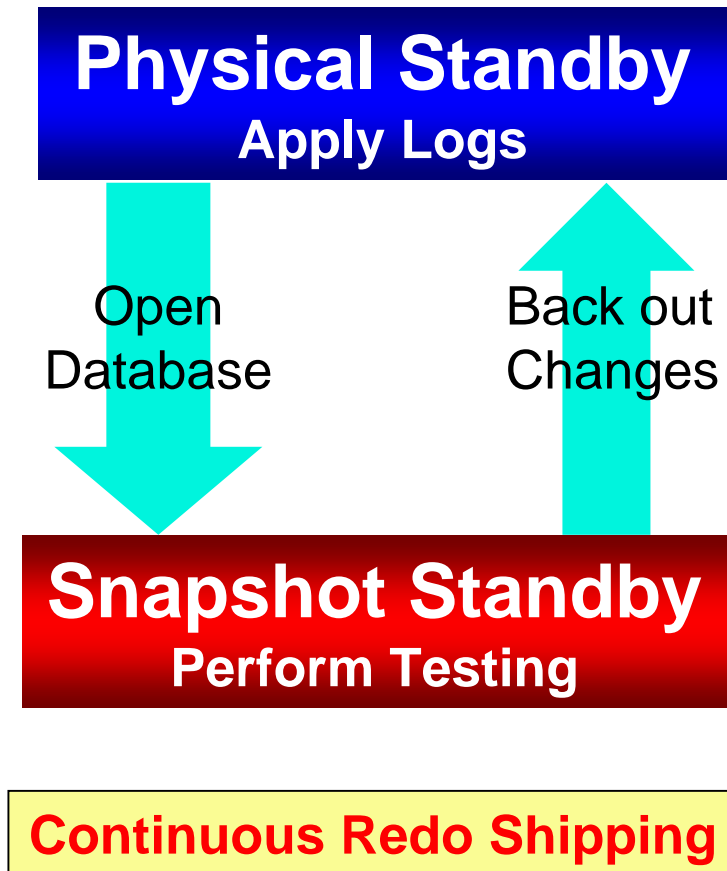 Physical Standby
Apply Logs
Open
Database
Back out
Changes
Snapshot Standby
Perform Testing
Continuous Redo Shipping